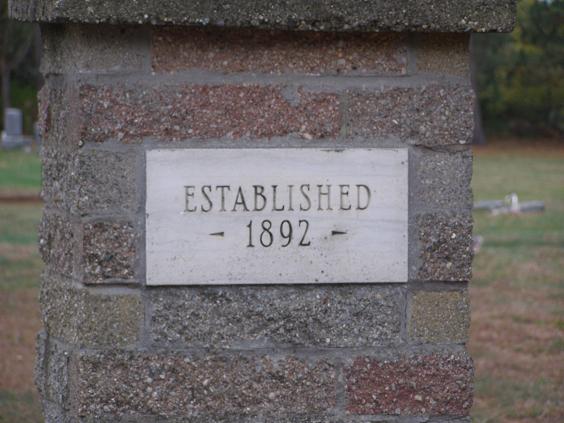 ESTABLISHED
- 1892 -